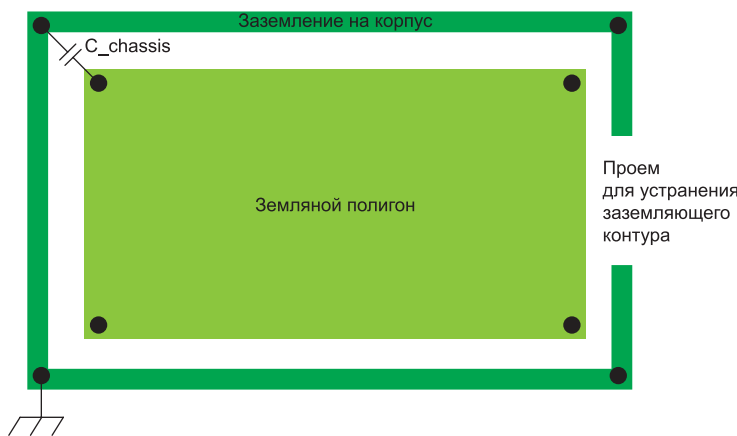 Заземление на корпус
C_chassis
Земляной полигон
Проем
для устранения
заземляющего
контура